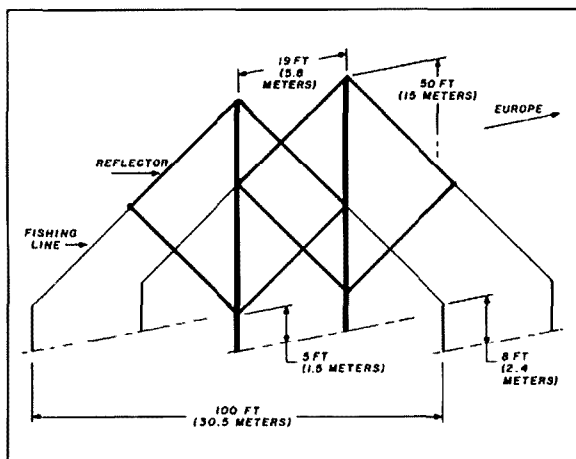 19 FT
(5.8
METERS)
50 FT
(15 METERS)
EUROPE
REFLECTOR
FISHING
LINE
5 FT
(1.5 METERS)
8 FT
(2.4
METERS)
100 FT
(30.5 METERS)